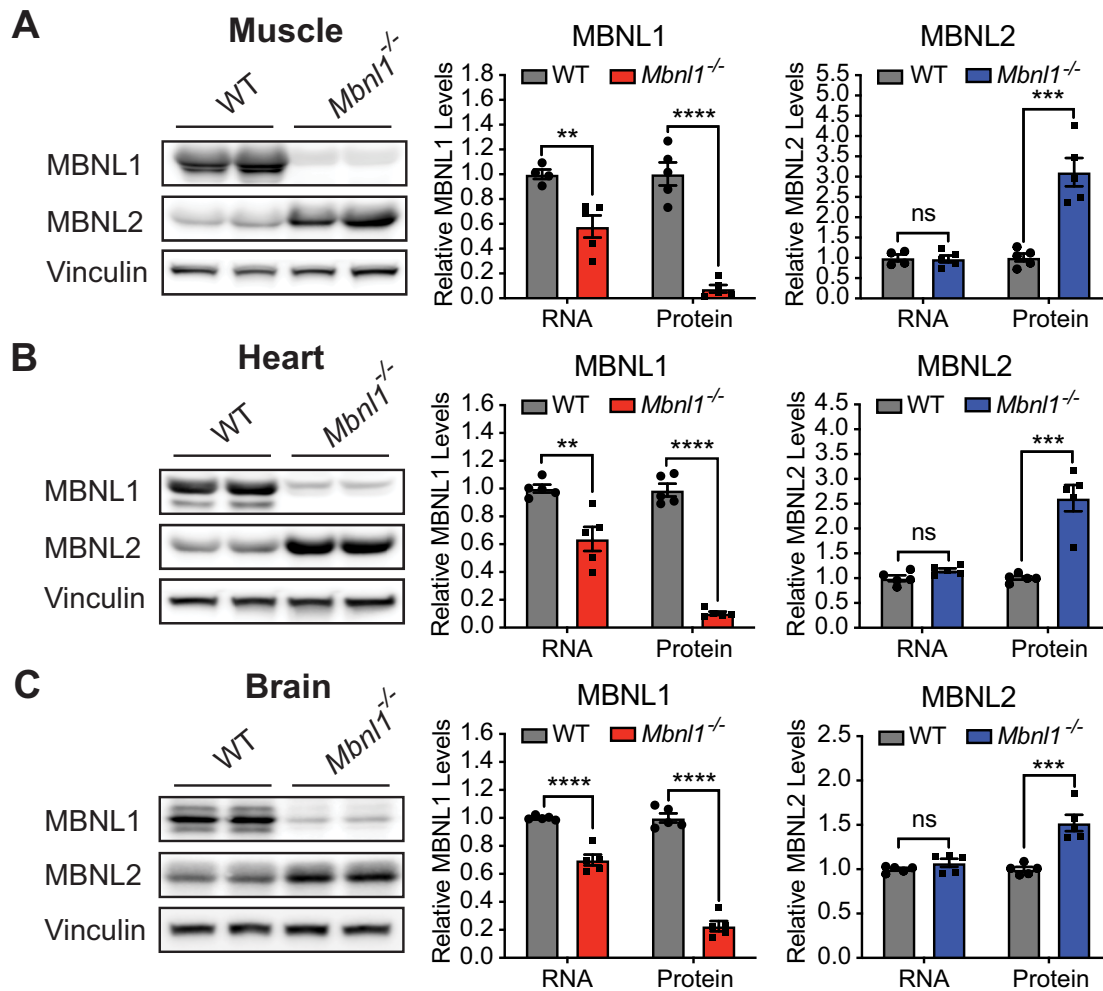 A
Muscle
WT
Mbnl1-/-
MBNL1
MBNL2
Vinculin
MBNL1
WT Mbnl1-/-
Relative MBNL1 Levels
1.8
1.6
1.4
1.2
1.0
0.8
0.6
0.4
0.2
0.0
**
****
RNA Protein
MBNL2
WT Mbnl1-/-
Relative MBNL2 Levels
5.5
5.0
4.5
4.0
3.5
3.0
2.5
2.0
1.5
1.0
0.5
0.0
ns
***
RNA Protein
B
Heart
WT
Mbnl1-/-
MBNL1
MBNL2
Vinculin
MBNL1
WT Mbnl1-/-
Relative MBNL1 Levels
1.6
1.4
1.2
1.0
0.8
0.6
0.4
0.2
0.0
**
****
RNA Protein
MBNL2
WT Mbnl1-/-
Relative MBNL2 Levels
4.5
4.0
3.5
3.0
2.5
2.0
1.5
1.0
0.5
0.0
ns
***
RNA Protein
C
Brain
WT
Mbnl1-/-
MBNL1
MBNL2
Vinculin
MBNL1
WT Mbnl1-/-
Relative MBNL1 Levels
1.6
1.4
1.2
1.0
0.8
0.6
0.4
0.2
0.0
****
****
RNA Protein
MBNL2
WT Mbnl1-/-
Relative MBNL2 Levels
2.5
2.0
1.5
1.0
0.5
0.0
ns
***
RNA Protein